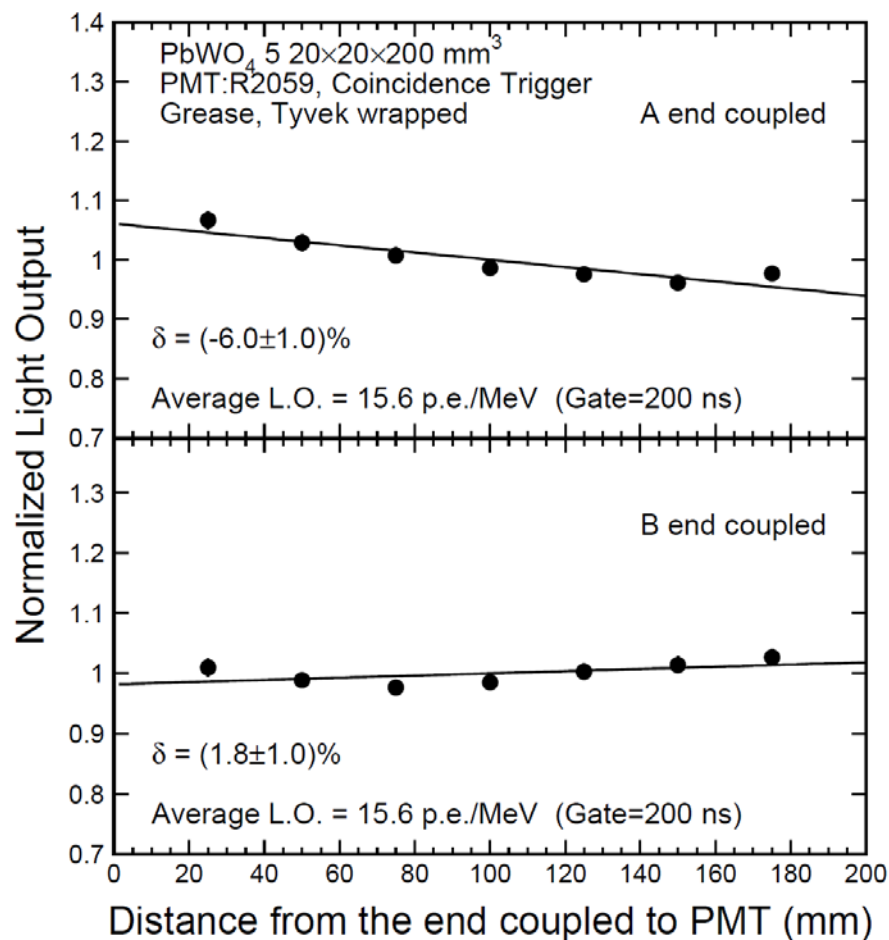 Normalized Light Output
1.4
1.3
1.2
1.1
1
0.9
0.8
0.7
PbWO4 5 20×20×200 mm3
PMT:R2059, Coincidence Trigger
Grease, Tyvek wrapped
A end coupled
δ = (-6.0±1.0)%
Average L.O. = 15.6 p.e./MeV (Gate=200 ns)
1.3
1.2
1.1
1
0.9
0.8
0.7
B end coupled
δ = (1.8±1.0)%
Average L.O. = 15.6 p.e./MeV (Gate=200 ns)
0 20 40 60 80 100 120 140 160 180 200
Distance from the end coupled to PMT (mm)